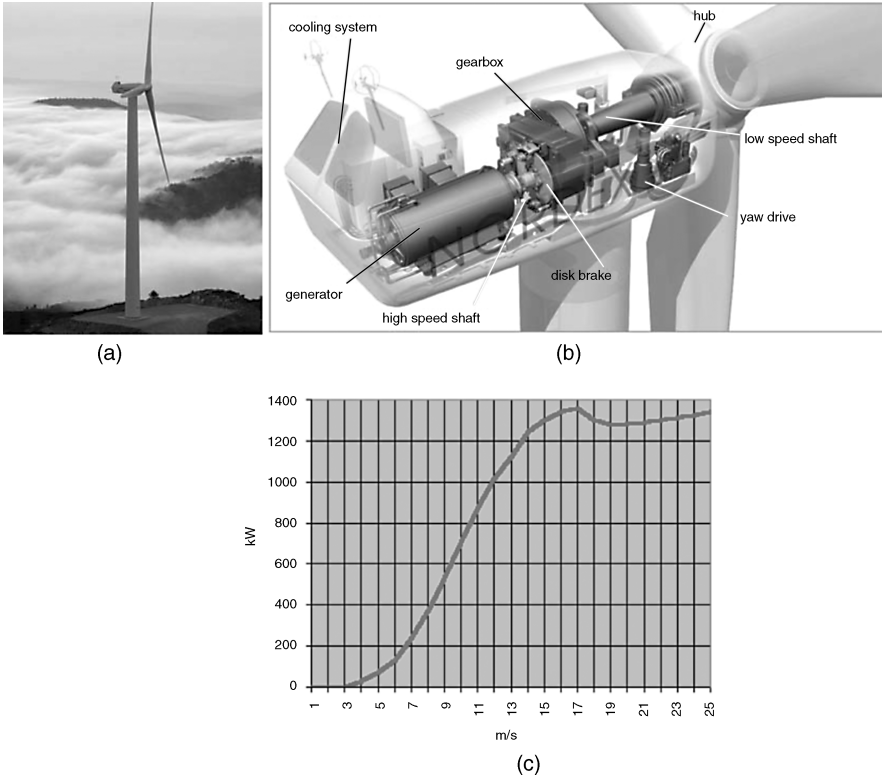 cooling system
hub
gearbox
low speed shaft
yaw drive
NORDEX
generator
disk brake
high speed shaft
(a)
(b)
1400
1200
1000
800
600
400
200
0
kW
1 3 5 7 9 11 13 15 17 19 21 23 25
m/s
(c)